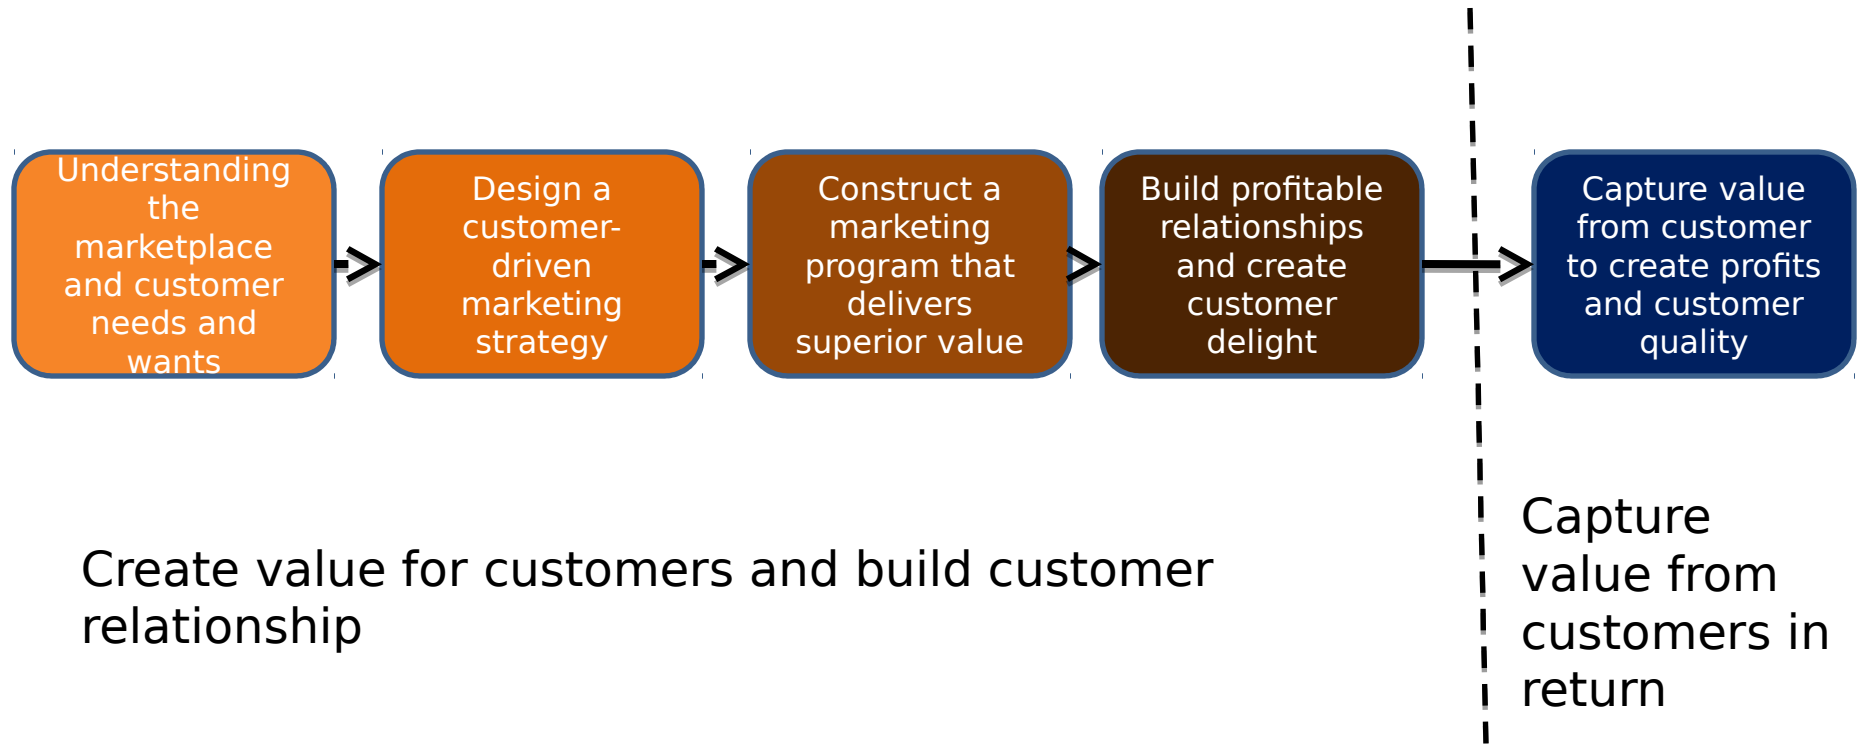 Understanding
the
marketplace
and customer
needs and
wants
Design a
customer-
driven
marketing
strategy
Construct a
marketing
program that
delivers
superior value
Build profitable
relationships
and create
customer
delight
Capture value
from customer
to create profits
and customer
quality
Create value for customers and build customer
relationship
Capture
value from
customers in
return